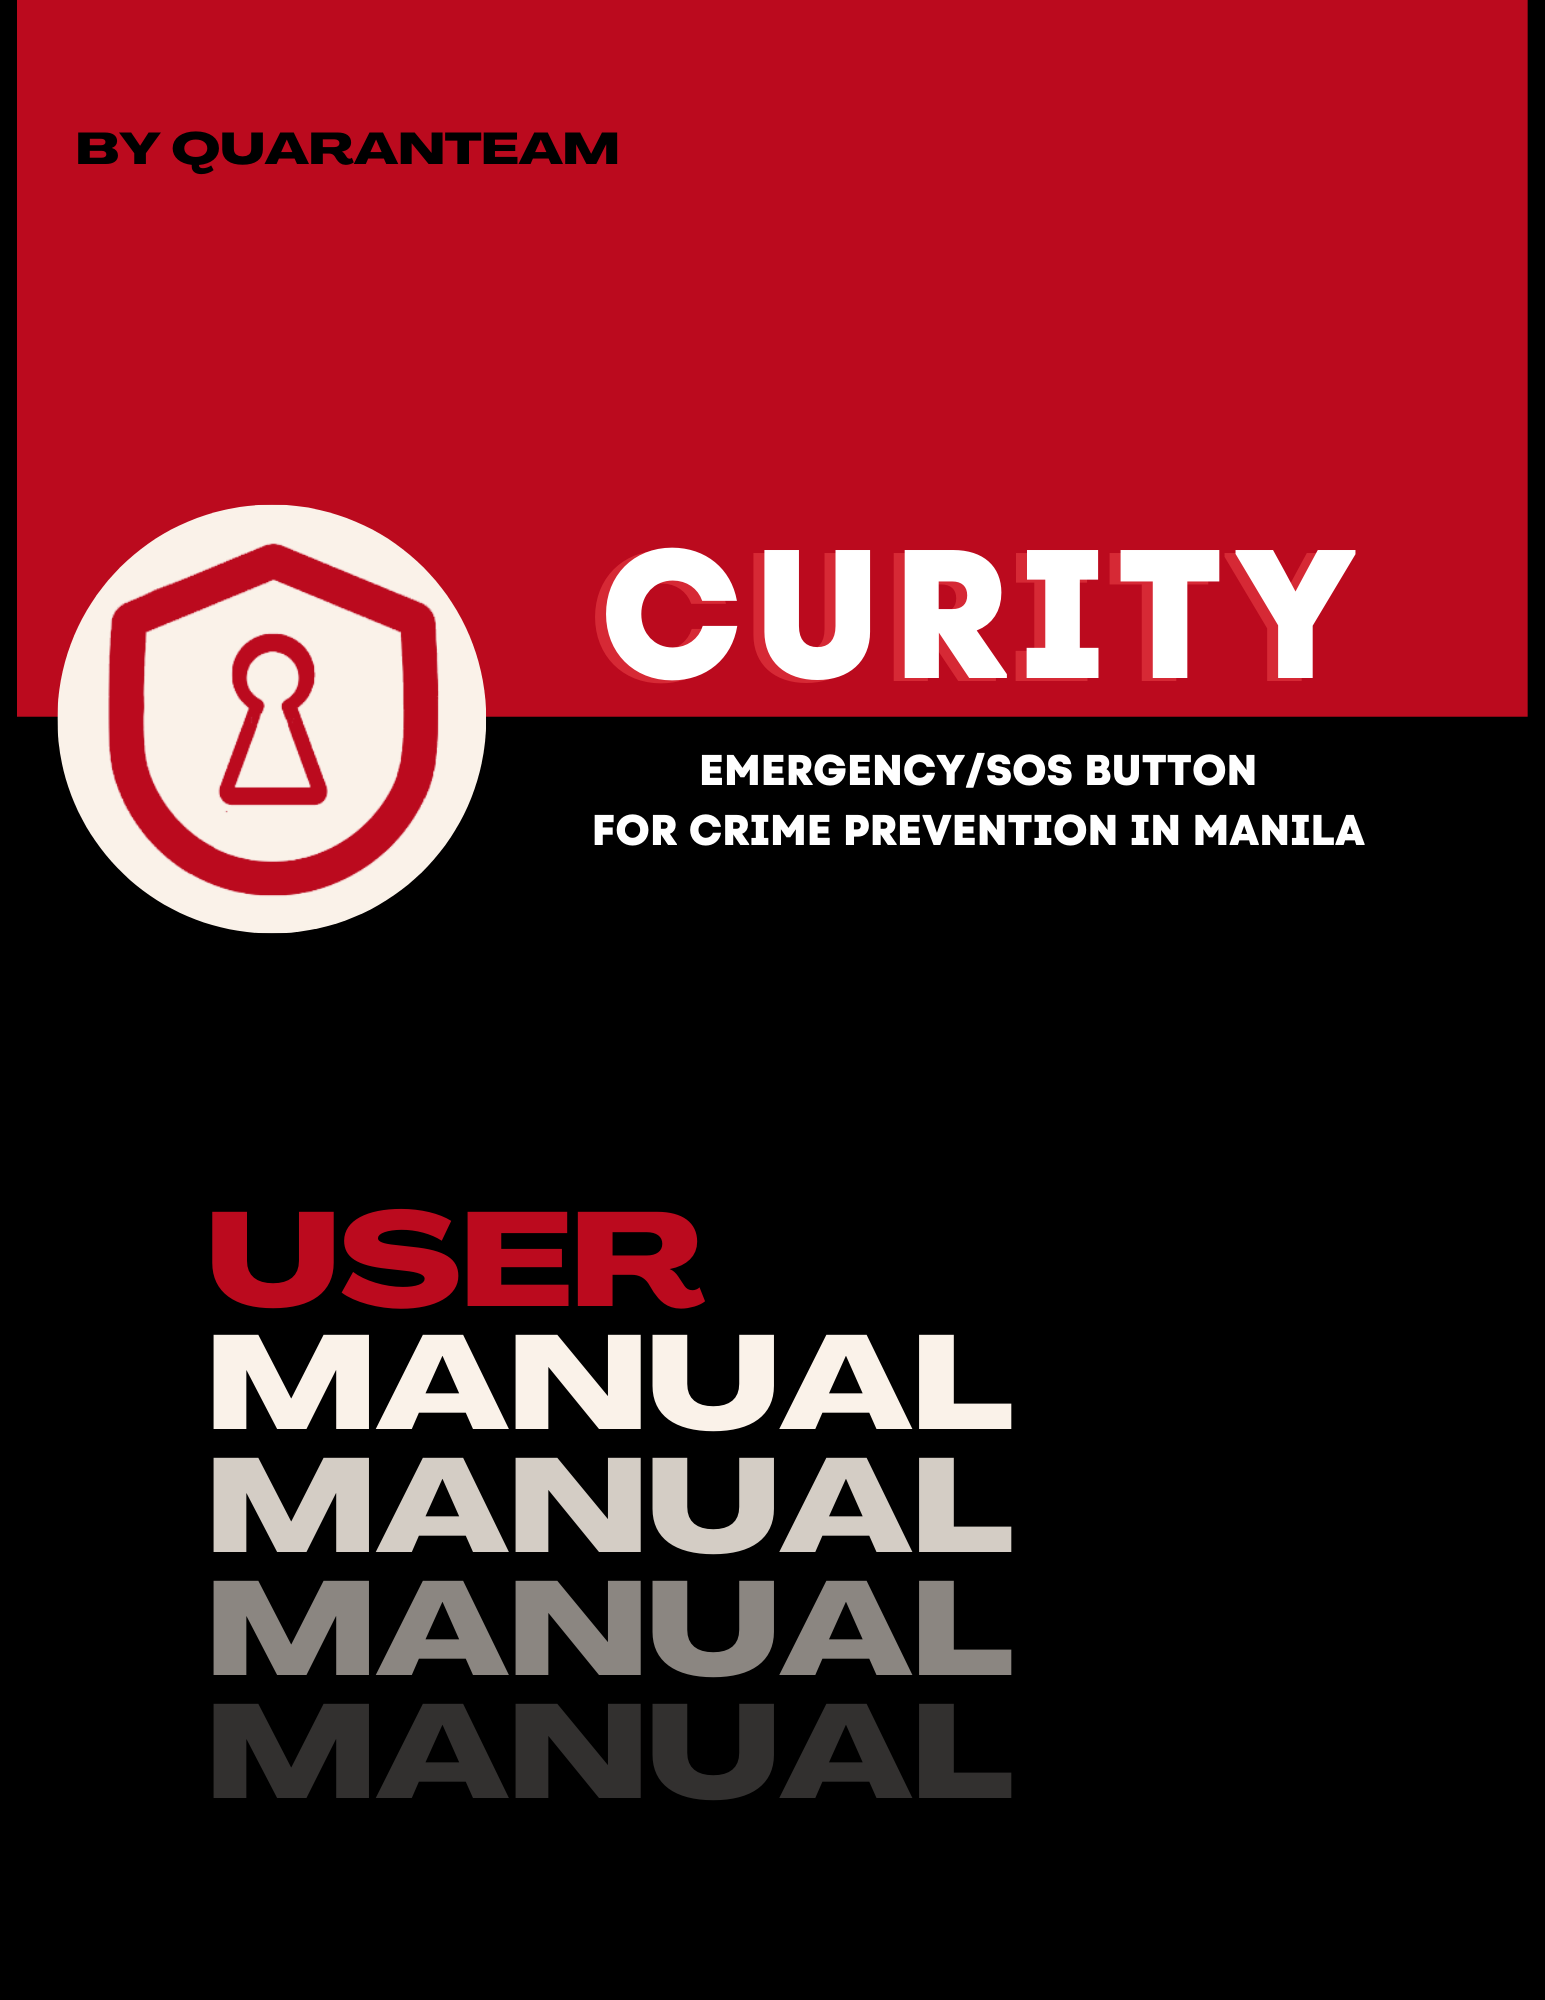 BY QUARANTEAM
CURITY
EMERGENCY/SOS BUTTON
FOR CRIME PREVENTION IN MANILA
USER
MANUAL
MANUAL
MANUAL
MANUAL